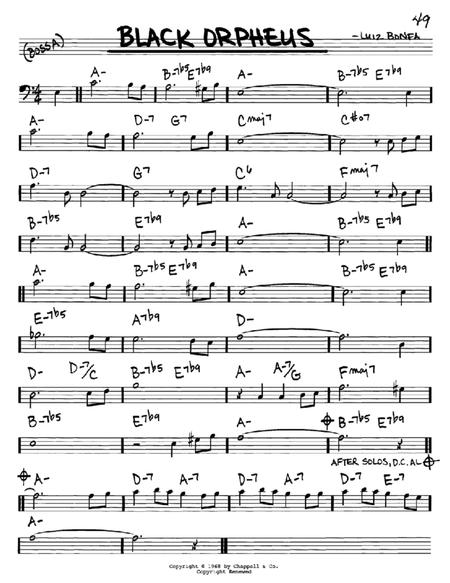 49
(BOSSA) BLACK ORPHEUS - LUIZ BONFA
A- B-7b5 E7b9 A- B-7b5 E7b9
A- D-7 G7 Cmaj7 C#o7
D-7 G7 C6 Fmaj7
B-7b5 E7b9 A- B-7b5 E7b9
A- B-7b5 E7b9 A- B-7b5 E7b9
E-7b5 A7b9 D-
D- D-7/C B-7b5 E7b9 A- A-7/G Fmaj7
B-7b5 E7b9 A- B-7b5 E7b9
AFTER SOLOS, D.C. AL
A- D-7 A-7 D-7 A-7 D-7 E-7
A-
Copyright © 1968 by Chappell & Co.
Copyright Renewed